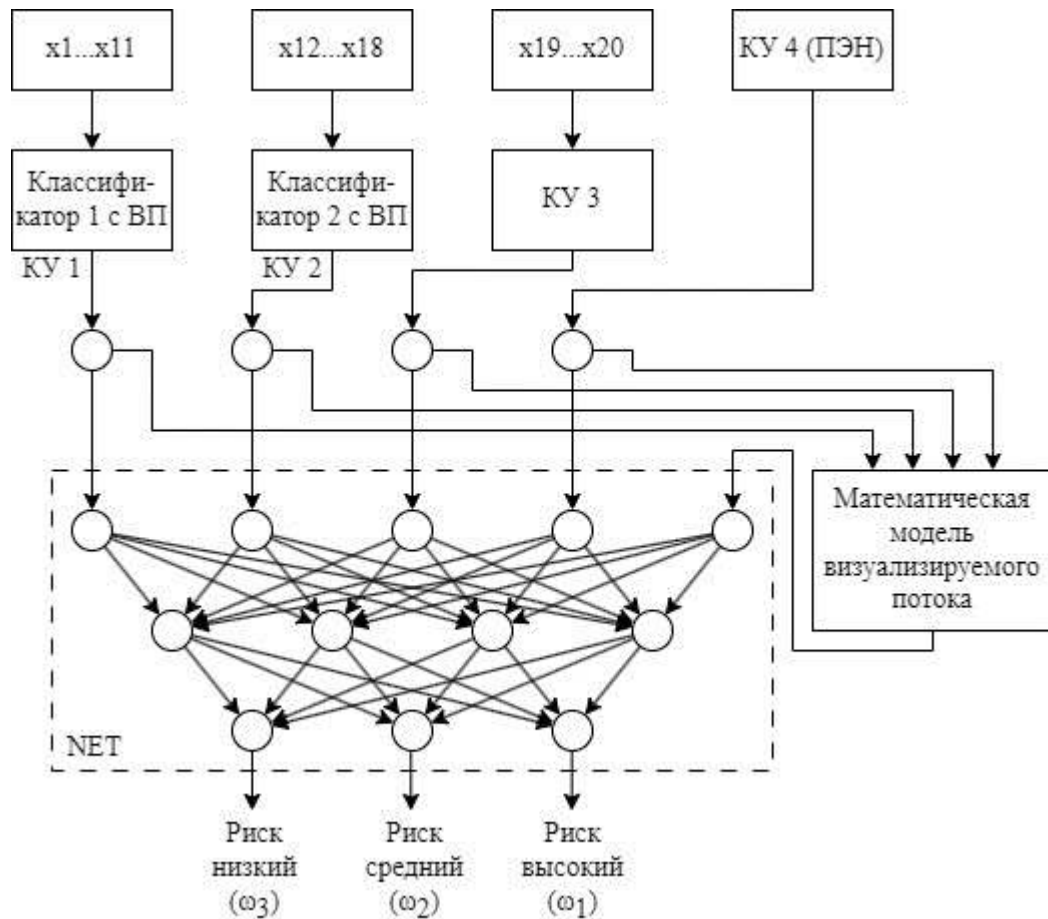 x1...x11
x12...x18
x19...x20
КУ 4 (ПЭН)
Классифи-
катор 1 с ВП
Классифи-
катор 2 с ВП
КУ 3
КУ 1
КУ 2
Математическая
модель
визуализируемого
потока
NET
Риск
низкий
(ω3)
Риск
средний
(ω2)
Риск
высокий
(ω1)